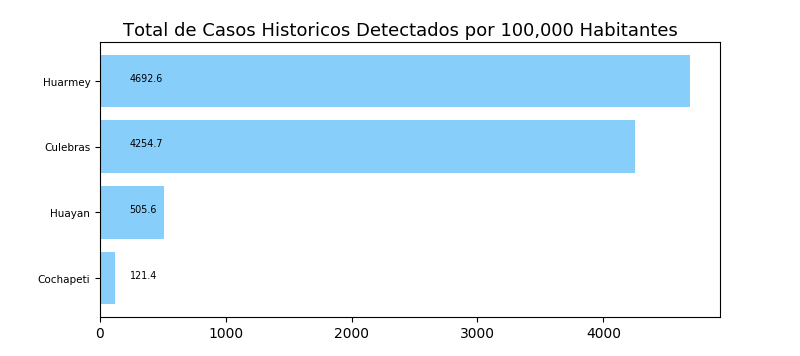 Total de Casos Historicos Detectados por 100,000 Habitantes
Huarmey 4692.6
Culebras 4254.7
Huayan 505.6
Cochapeti 121.4
0 1000 2000 3000 4000